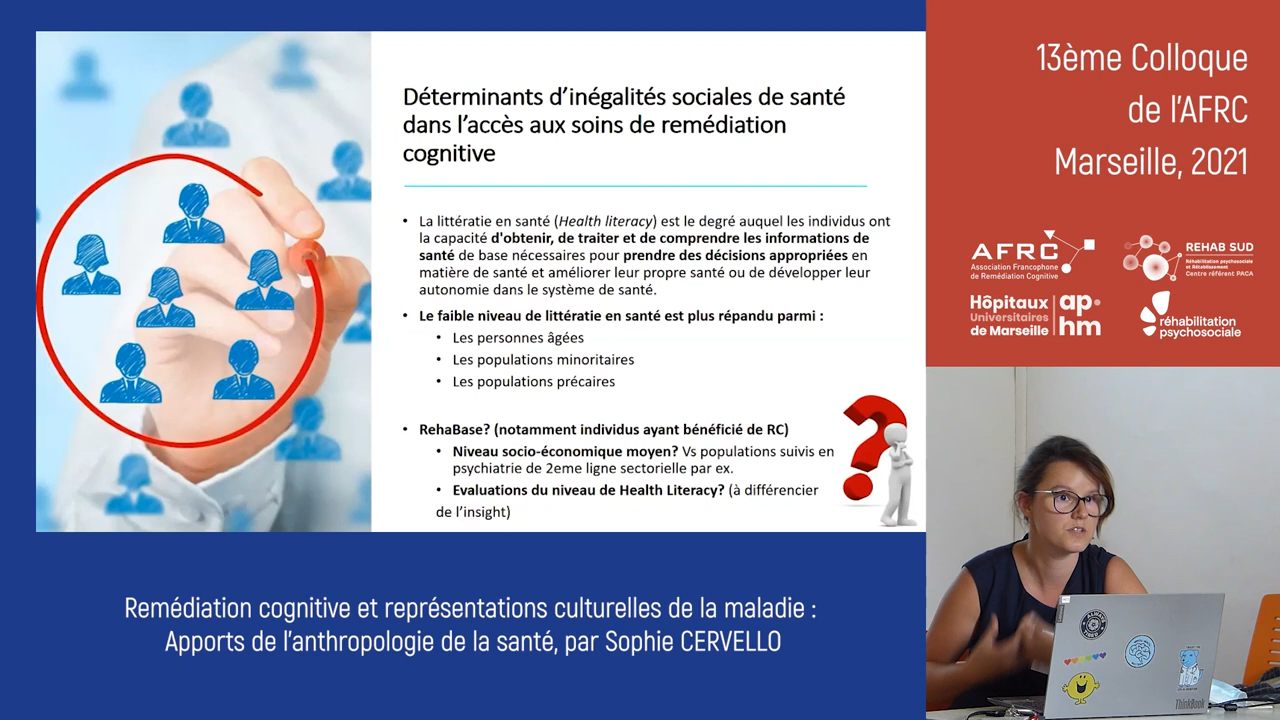 Déterminants d'inégalités sociales de santé
dans l'accès aux soins de remédiation
cognitive
• La littératie en santé (Health literacy) est le degré auquel les individus ont
la capacité d'obtenir, de traiter et de comprendre les informations de
santé de base nécessaires pour prendre des décisions appropriées en
matière de santé et améliorer leur propre santé ou de développer leur
autonomie dans le système de santé.
• Le faible niveau de littératie en santé est plus répandu parmi :
• Les personnes âgées
• Les populations minoritaires
• Les populations précaires
• RehaBase? (notamment individus ayant bénéficié de RC)
• Niveau socio-économique moyen? Vs populations suivis en
psychiatrie de 2eme ligne sectorielle par ex.
• Evaluations du niveau de Health Literacy? (à différencier
de l'insight)
Remédiation cognitive et représentations culturelles de la maladie :
Apports de l'anthropologie de la santé, par Sophie CERVELLO
13ème Colloque
de l'AFRC
Marseille, 2021
AFRC
Association Francophone
de Remédiation Cognitive
REHAB SUD
Réhabilitation psychosociale
et Rétablissement
Centre référent PACA
Hôpitaux
Universitaires
de Marseille
ap·
hm
réhabilitation
psychosociale
ThinkBook